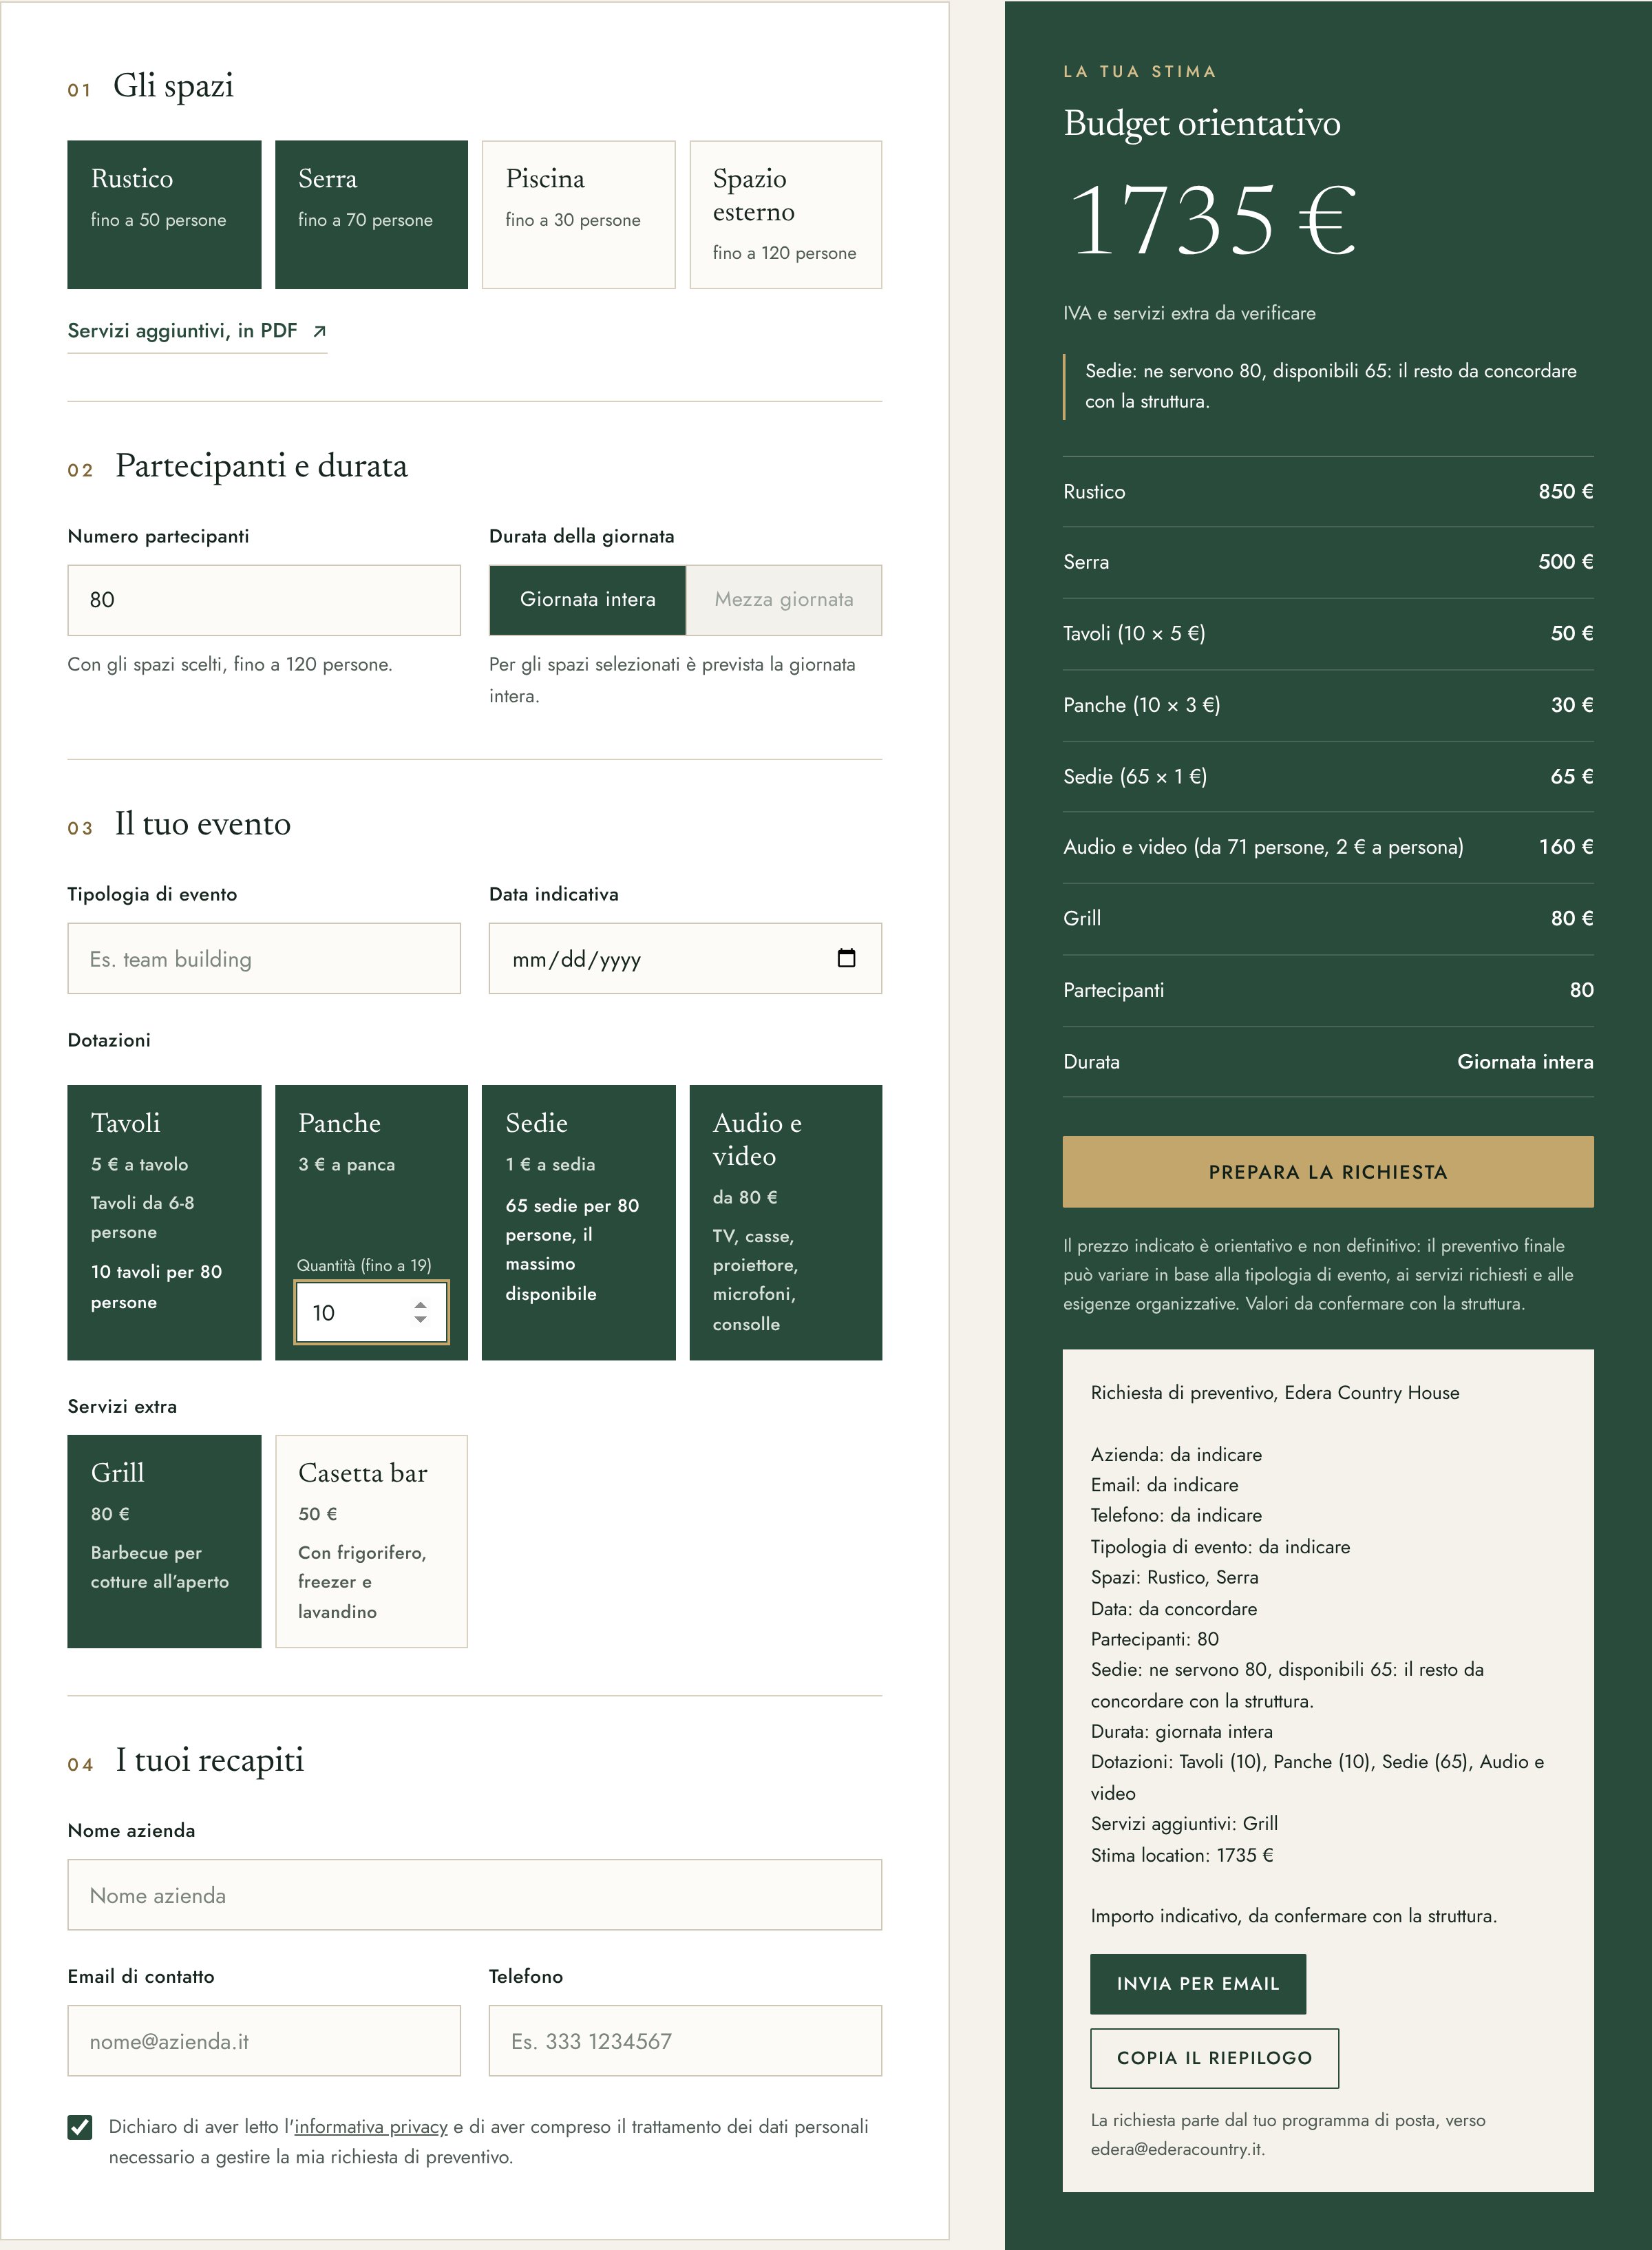 01 Gli spazi
Rustico
fino a 50 persone
Serra
fino a 70 persone
Piscina
fino a 30 persone
Spazio
esterno
fino a 120 persone
Servizi aggiuntivi, in PDF ↗
02 Partecipanti e durata
Numero partecipanti
80
Con gli spazi scelti, fino a 120 persone.
Durata della giornata
Giornata intera
Mezza giornata
Per gli spazi selezionati è prevista la giornata
intera.
03 Il tuo evento
Tipologia di evento
Es. team building
Data indicativa
mm/dd/yyyy
Dotazioni
Tavoli
5 € a tavolo
Tavoli da 6-8
persone
10 tavoli per 80
persone
Panche
3 € a panca
Quantità (fino a 19)
10
Sedie
1 € a sedia
65 sedie per 80
persone, il
massimo
disponibile
Audio e
video
da 80 €
TV, casse,
proiettore,
microfoni,
consolle
Servizi extra
Grill
80 €
Barbecue per
cotture all’aperto
Casetta bar
50 €
Con frigorifero,
freezer e
lavandino
04 I tuoi recapiti
Nome azienda
Nome azienda
Email di contatto
nome@azienda.it
Telefono
Es. 333 1234567
Dichiaro di aver letto l'informativa privacy e di aver compreso il trattamento dei dati personali
necessario a gestire la mia richiesta di preventivo.
LA TUA STIMA
Budget orientativo
1735 €
IVA e servizi extra da verificare
Sedie: ne servono 80, disponibili 65: il resto da concordare
con la struttura.
Rustico 850 €
Serra 500 €
Tavoli (10 × 5 €) 50 €
Panche (10 × 3 €) 30 €
Sedie (65 × 1 €) 65 €
Audio e video (da 71 persone, 2 € a persona) 160 €
Grill 80 €
Partecipanti 80
Durata Giornata intera
PREPARA LA RICHIESTA
Il prezzo indicato è orientativo e non definitivo: il preventivo finale
può variare in base alla tipologia di evento, ai servizi richiesti e alle
esigenze organizzative. Valori da confermare con la struttura.
Richiesta di preventivo, Edera Country House
Azienda: da indicare
Email: da indicare
Telefono: da indicare
Tipologia di evento: da indicare
Spazi: Rustico, Serra
Data: da concordare
Partecipanti: 80
Sedie: ne servono 80, disponibili 65: il resto da
concordare con la struttura.
Durata: giornata intera
Dotazioni: Tavoli (10), Panche (10), Sedie (65), Audio e
video
Servizi aggiuntivi: Grill
Stima location: 1735 €
Importo indicativo, da confermare con la struttura.
INVIA PER EMAIL
COPIA IL RIEPILOGO
La richiesta parte dal tuo programma di posta, verso
edera@ederacountry.it.